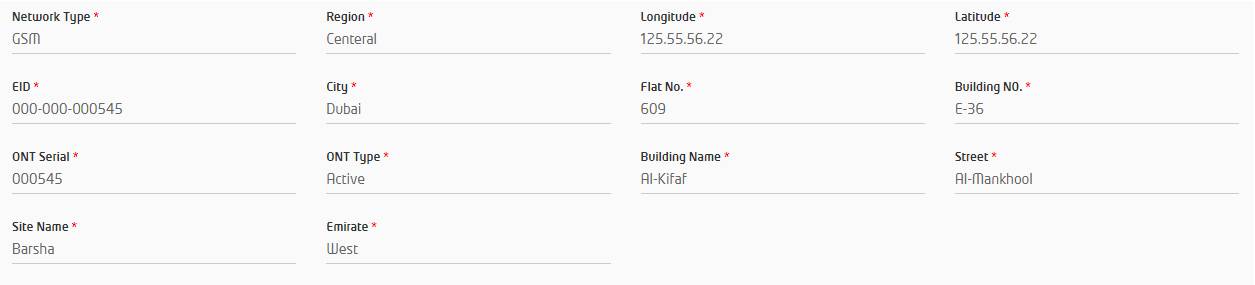 Network Type *
GSM
Region *
Centeral
Longitude *
125.55.56.22
Latitude *
125.55.56.22
EID *
000-000-000545
City *
Dubai
Flat No. *
609
Building NO. *
E-36
ONT Serial *
000545
ONT Type *
Active
Building Name *
Al-Kifaf
Street *
Al-Mankhool
Site Name *
Barsha
Emirate *
West